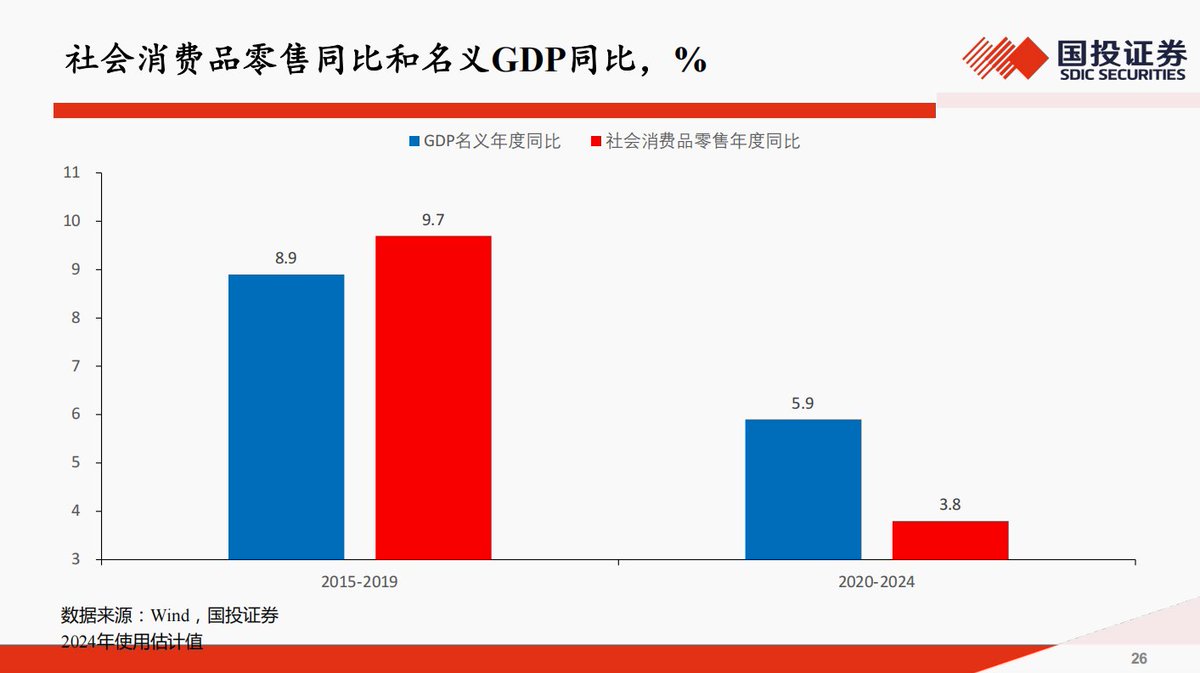 社会消费品零售同比和名义GDP同比，%
国投证券
SDIC SECURITIES
GDP名义年度同比 社会消费品零售年度同比
11
10
9
8
7
6
5
4
3
8.9
9.7
5.9
3.8
2015-2019
2020-2024
数据来源：Wind，国投证券
2024年使用估计值
26